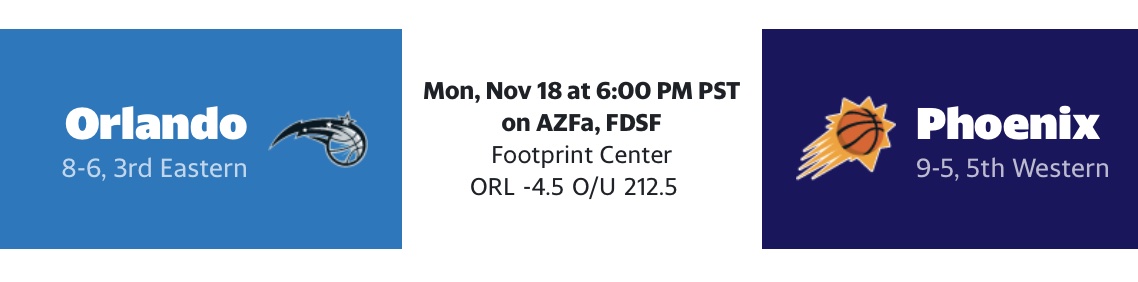 Orlando
8-6, 3rd Eastern
Mon, Nov 18 at 6:00 PM PST
on AZFa, FDSF
Footprint Center
ORL -4.5 O/U 212.5
Phoenix
9-5, 5th Western